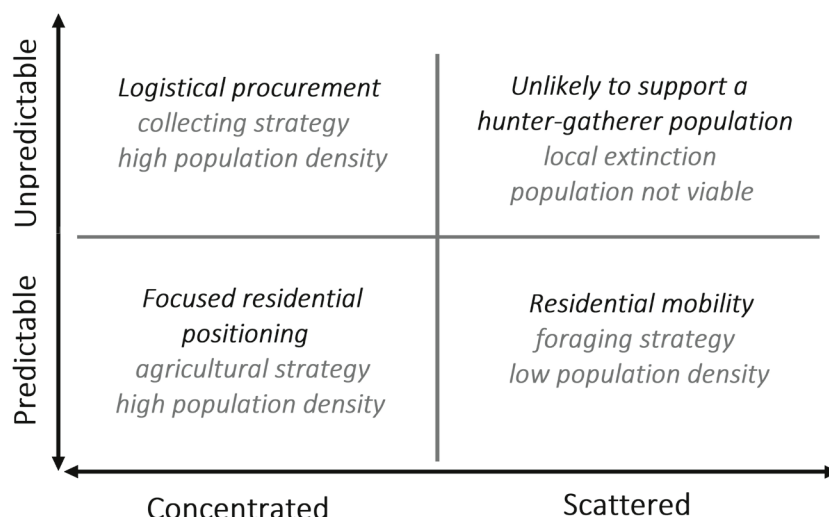 Unpredictable
Logistical procurement
collecting strategy
high population density
Unlikely to support a
hunter-gatherer population
local extinction
population not viable
Predictable
Focused residential
positioning
agricultural strategy
high population density
Residential mobility
foraging strategy
low population density
Concentrated
Scattered